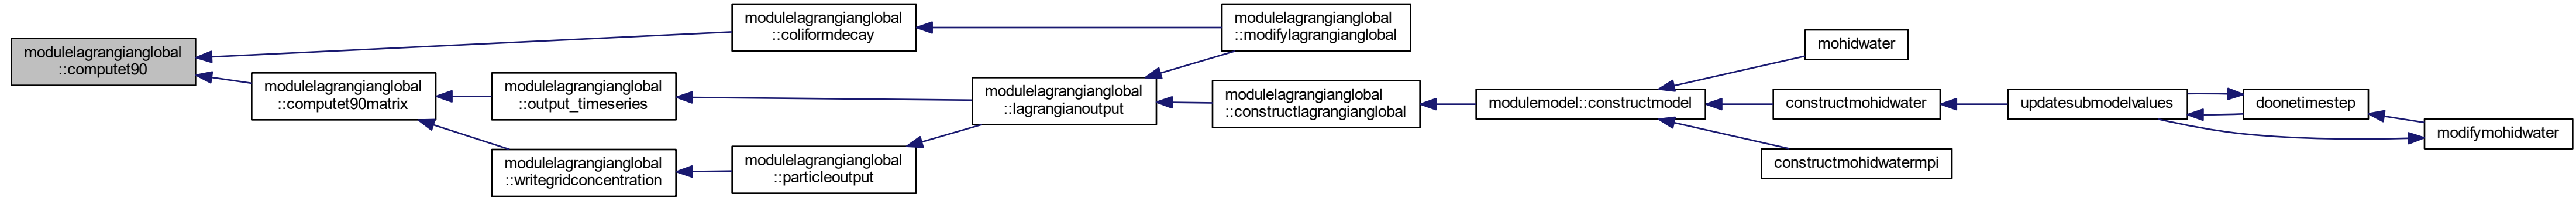 modulelagrangianglobal
::computet90
modulelagrangianglobal
::coliformdecay
modulelagrangianglobal
::modifylagrangianglobal
modulelagrangianglobal
::computet90matrix
modulelagrangianglobal
::output_timeseries
modulelagrangianglobal
::writegridconcentration
modulelagrangianglobal
::particleoutput
modulelagrangianglobal
::lagrangianoutput
modulelagrangianglobal
::constructlagrangianglobal
modulemodel::constructmodel
mohidwater
constructmohidwater
constructmohidwatermpi
updatesubmodelvalues
doonetimestep
modifymohidwater